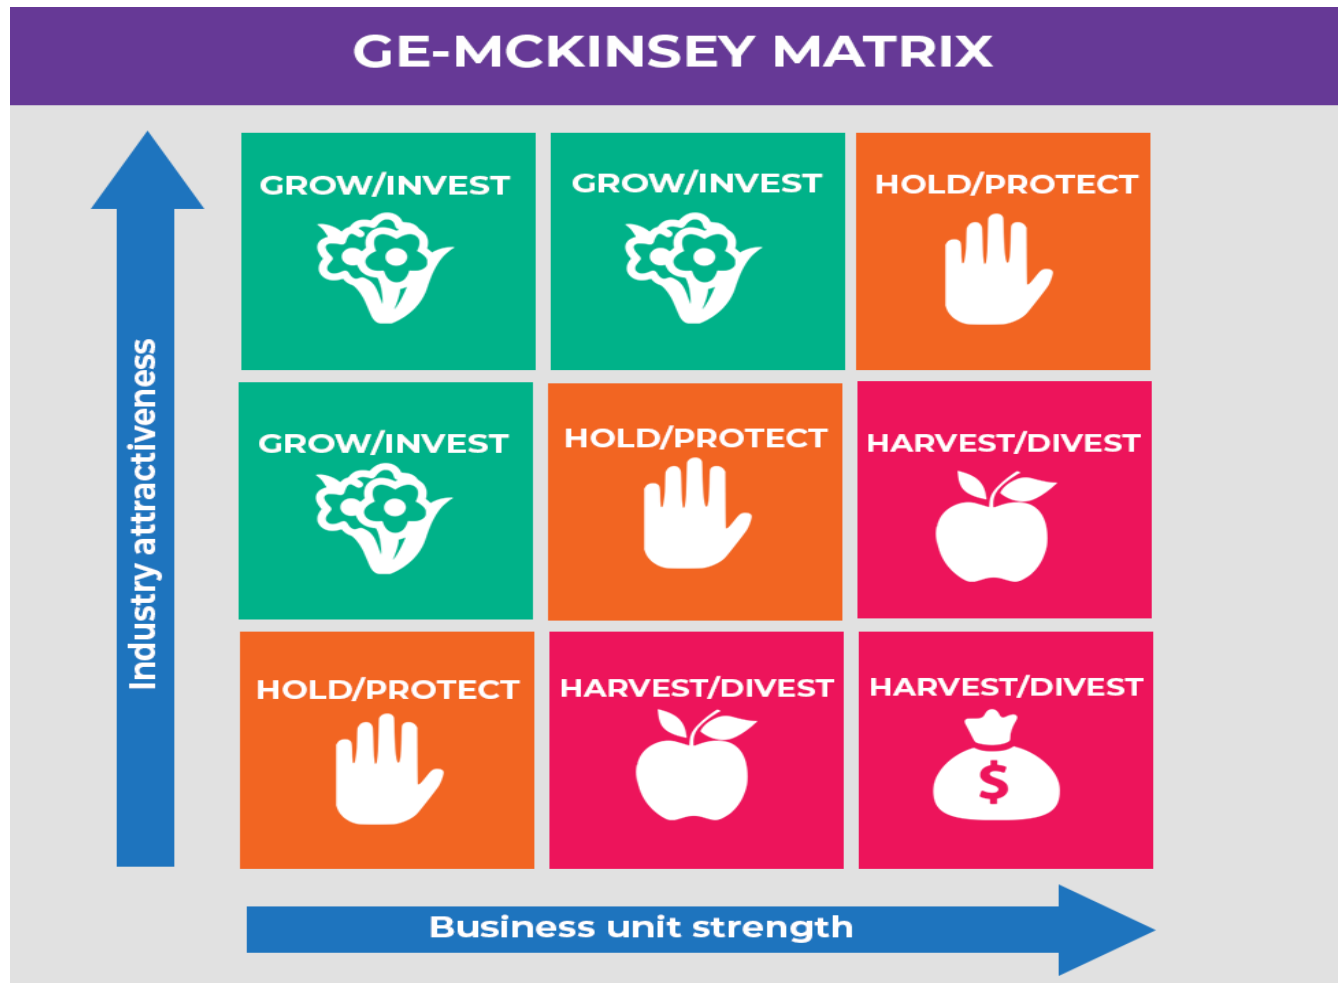 GE-MCKINSEY MATRIX
GROW/INVEST
GROW/INVEST
HOLD/PROTECT
GROW/INVEST
HOLD/PROTECT
HARVEST/DIVEST
HOLD/PROTECT
HARVEST/DIVEST
HARVEST/DIVEST
$
Industry attractiveness
Business unit strength